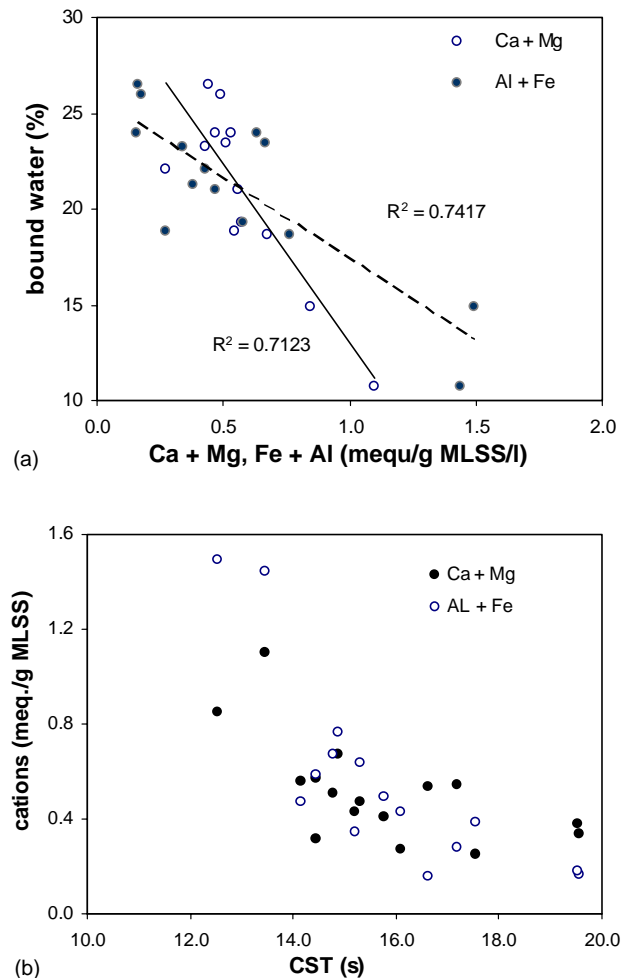 30
25
20
15
10
bound water (%)
Ca + Mg
Al + Fe
R² = 0.7417
R² = 0.7123
0.0 0.5 1.0 1.5 2.0
(a) Ca + Mg, Fe + Al (mequ/g MLSS/l)
1.6
1.2
0.8
0.4
0.0
cations (meq./g MLSS)
Ca + Mg
AL + Fe
10.0 12.0 14.0 16.0 18.0 20.0
(b) CST (s)